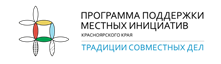 ПРОГРАММА ПОДДЕРЖКИ
МЕСТНЫХ ИНИЦИАТИВ
КРАСНОЯРСКОГО КРАЯ
ТРАДИЦИИ СОВМЕСТНЫХ ДЕЛ